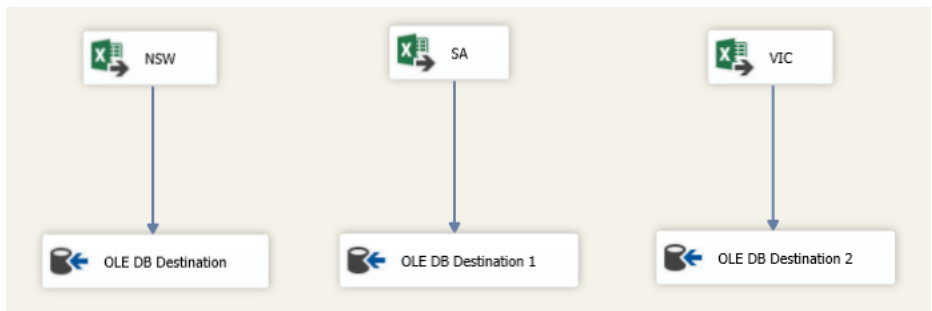 NSW
SA
VIC
OLE DB Destination
OLE DB Destination 1
OLE DB Destination 2